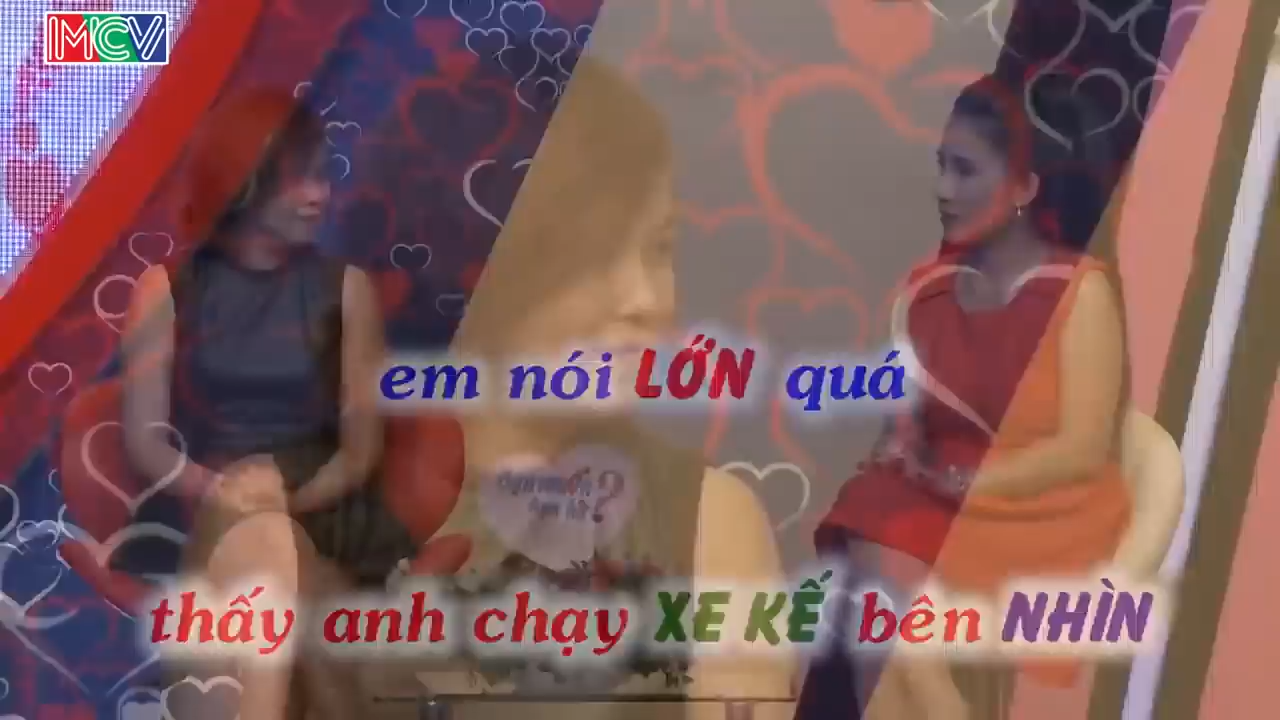 MCV
em nói LỚN quá
thấy anh chạy XE KẾ bên NHÌN